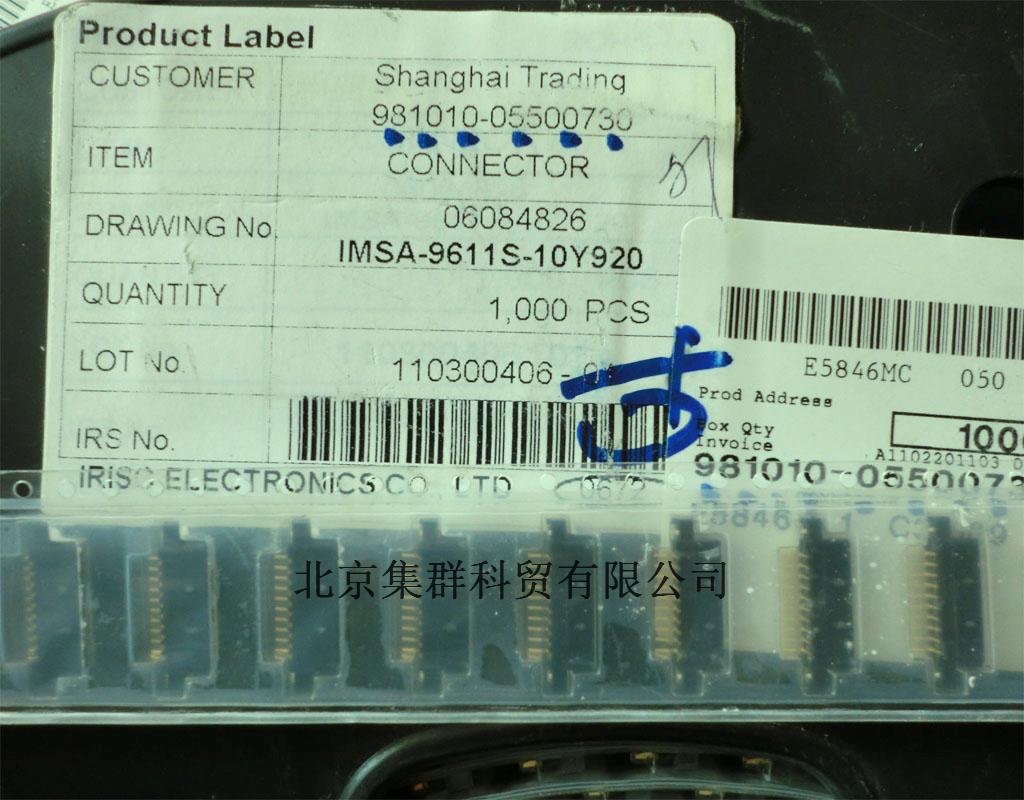 Product Label
CUSTOMER Shanghai Trading
981010-05500730
ITEM CONNECTOR
DRAWING No. 06084826
IMSA-9611S-10Y920
QUANTITY 1,000 PCS
LOT No. 110300406-
IRS No.
IRISO ELECTRONICS CO. LTD 0672
E5846MC 050
Prod Address
Box Qty
Invoice
A1102201103
981010-0550073
北京集群科贸有限公司